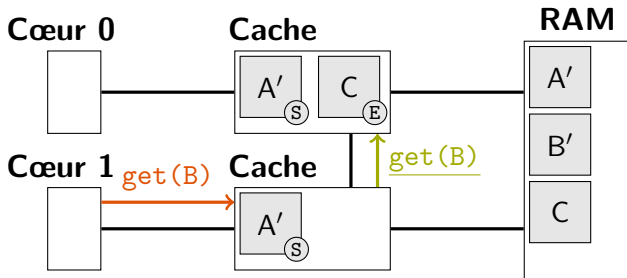 Cœur 0
Cache
RAM
A′
S
C
E
A′
B′
C
Cœur 1
get(B)
Cache
get(B)
A′
S